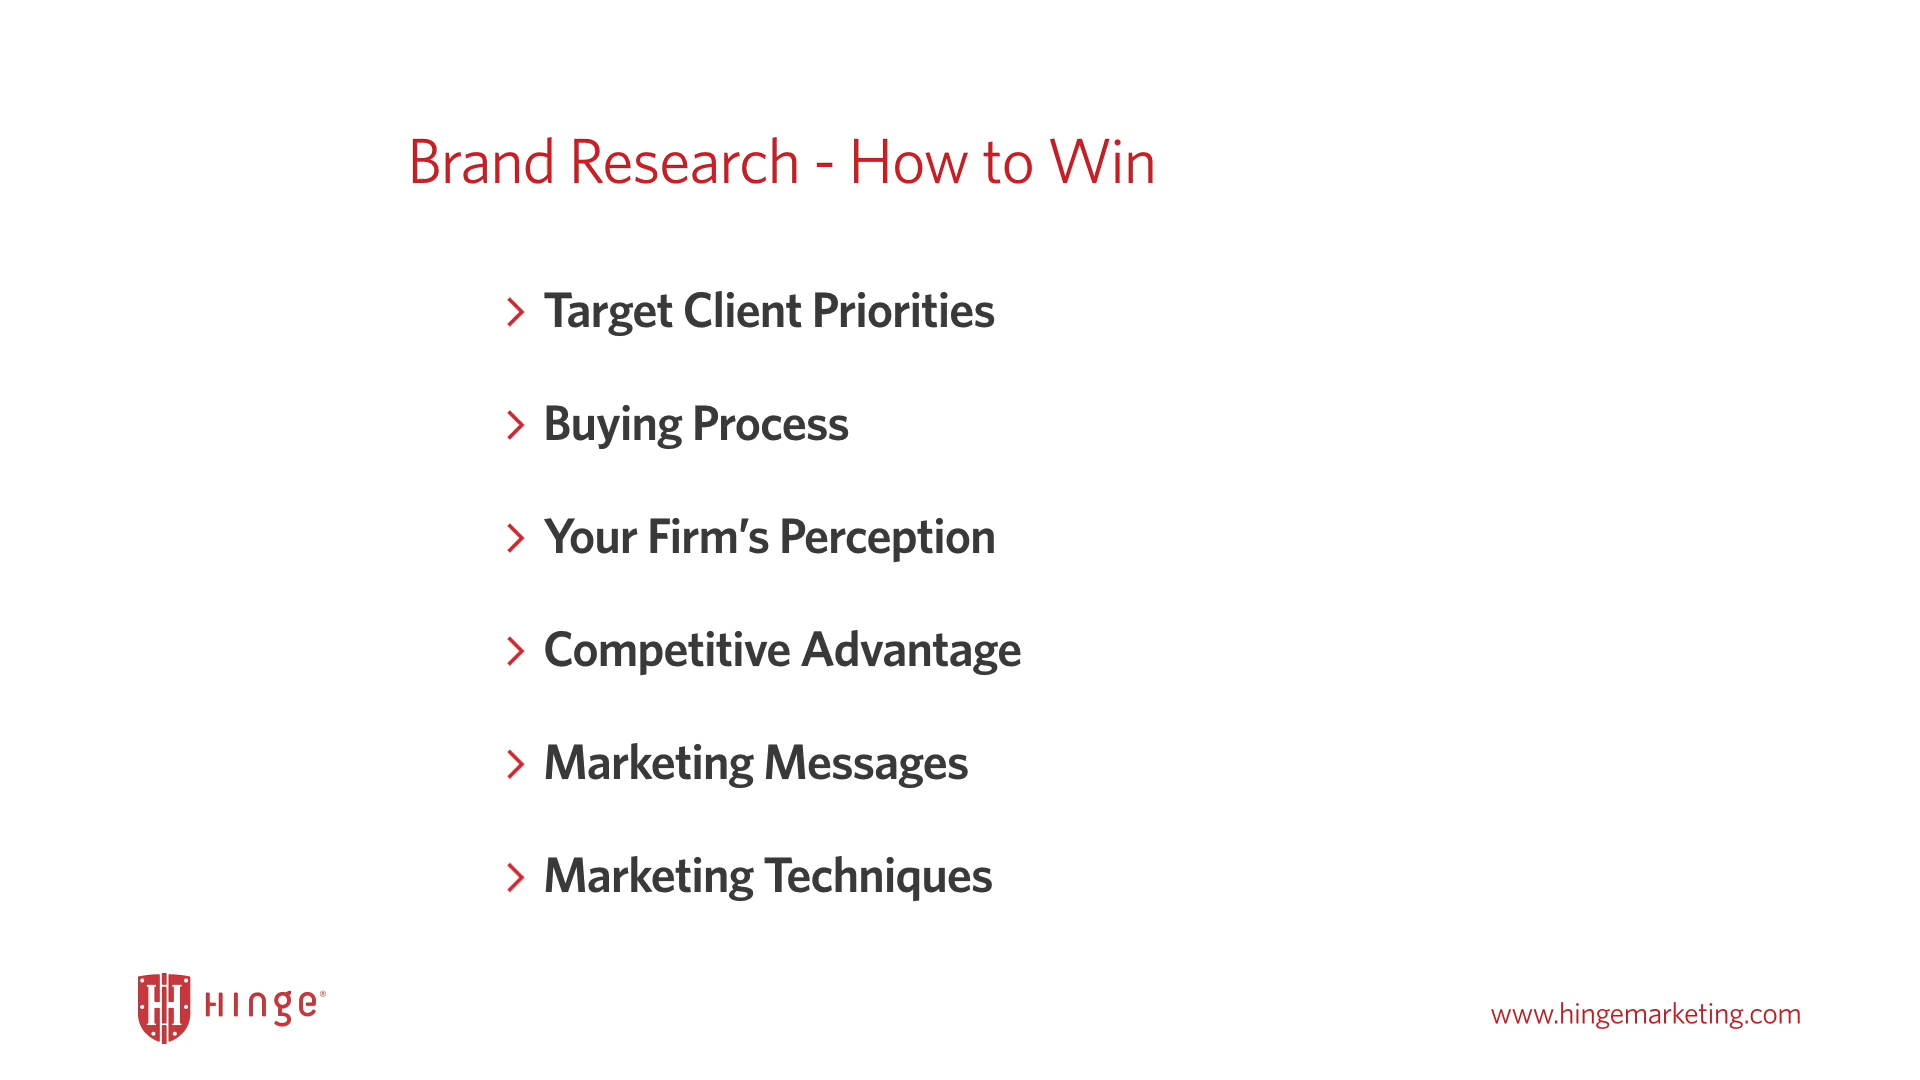 Brand Research - How to Win
> Target Client Priorities
> Buying Process
> Your Firm’s Perception
> Competitive Advantage
> Marketing Messages
> Marketing Techniques
H Hinge®
www.hingemarketing.com